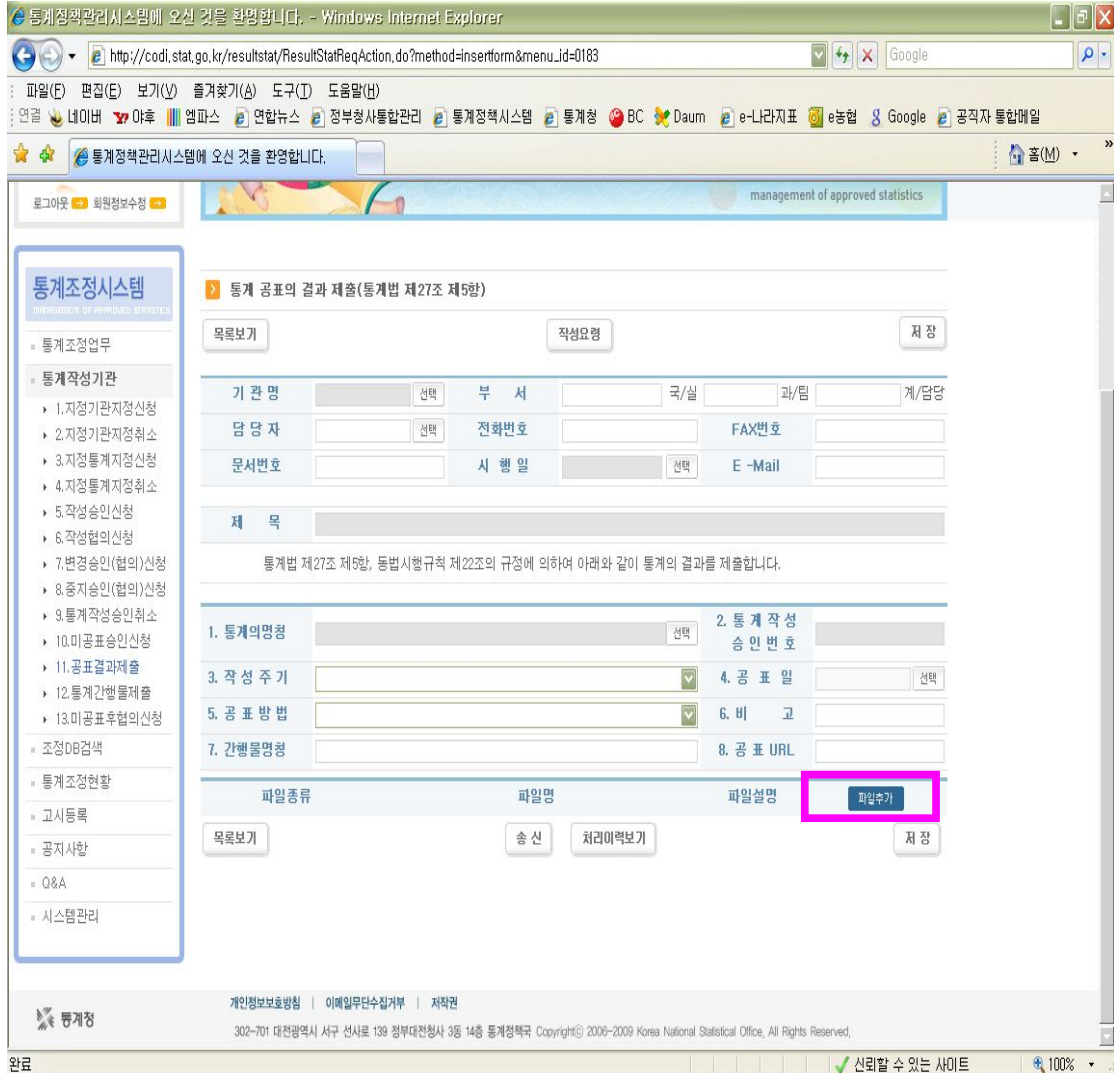 통계정책관리시스템에 오신 것을 환영합니다. - Windows Internet Explorer
http://codi.stat.go.kr/resultstat/ResultStatReqAction.do?method=insertform&menu_id=0183
Google
파일(F) 편집(E) 보기(V) 즐겨찾기(A) 도구(T) 도움말(H)
연결 네이버 야후 엠파스 연합뉴스 정부청사통합관리 통계정책시스템 통계청 BC Daum e-나라지표 e농협 Google 공직자 통합메일
통계정책관리시스템에 오신 것을 환영합니다.
홈(M)
로그아웃 회원정보수정
management of approved statistics
통계조정시스템
MANAGEMENT OF APPROVED STATISTICS
통계조정업무
통계작성기관
1.지정기관지정신청
2.지정기관지정취소
3.지정통계지정신청
4.지정통계지정취소
5.작성승인신청
6.작성협의신청
7.변경승인(협의)신청
8.중지승인(협의)신청
9.통계작성승인취소
10.미공표승인신청
11.공표결과제출
12.통계간행물제출
13.미공표후협의신청
조정DB검색
통계조정현황
고시등록
공지사항
Q&A
시스템관리
통계 공표의 결과 제출(통계법 제27조 제5항)
목록보기 작성요령 저 장
기 관 명 선택 부 서 국/실 과/팀 계/담당
담 당 자 선택 전화번호 FAX번호
문서번호 시 행 일 선택 E -Mail
제 목
통계법 제27조 제5항, 동법시행규칙 제22조의 규정에 의하여 아래와 같이 통계의 결과를 제출합니다.
1. 통계의명칭 선택 2. 통 계 작 성
승 인 번 호
3. 작 성 주 기 4. 공 표 일 선택
5. 공 표 방 법 6. 비 고
7. 간행물명칭 8. 공 표 URL
파일종류 파일명 파일설명 파일추가
목록보기 송 신 처리이력보기 저 장
통계청
개인정보보호방침 | 이메일무단수집거부 | 저작권
302-701 대전광역시 서구 선사로 139 정부대전청사 3동 14층 통계정책국 Copyrightⓒ 2006-2009 Korea National Statistical Office, All Rights Reserved.
완료 신뢰할 수 있는 사이트 100%